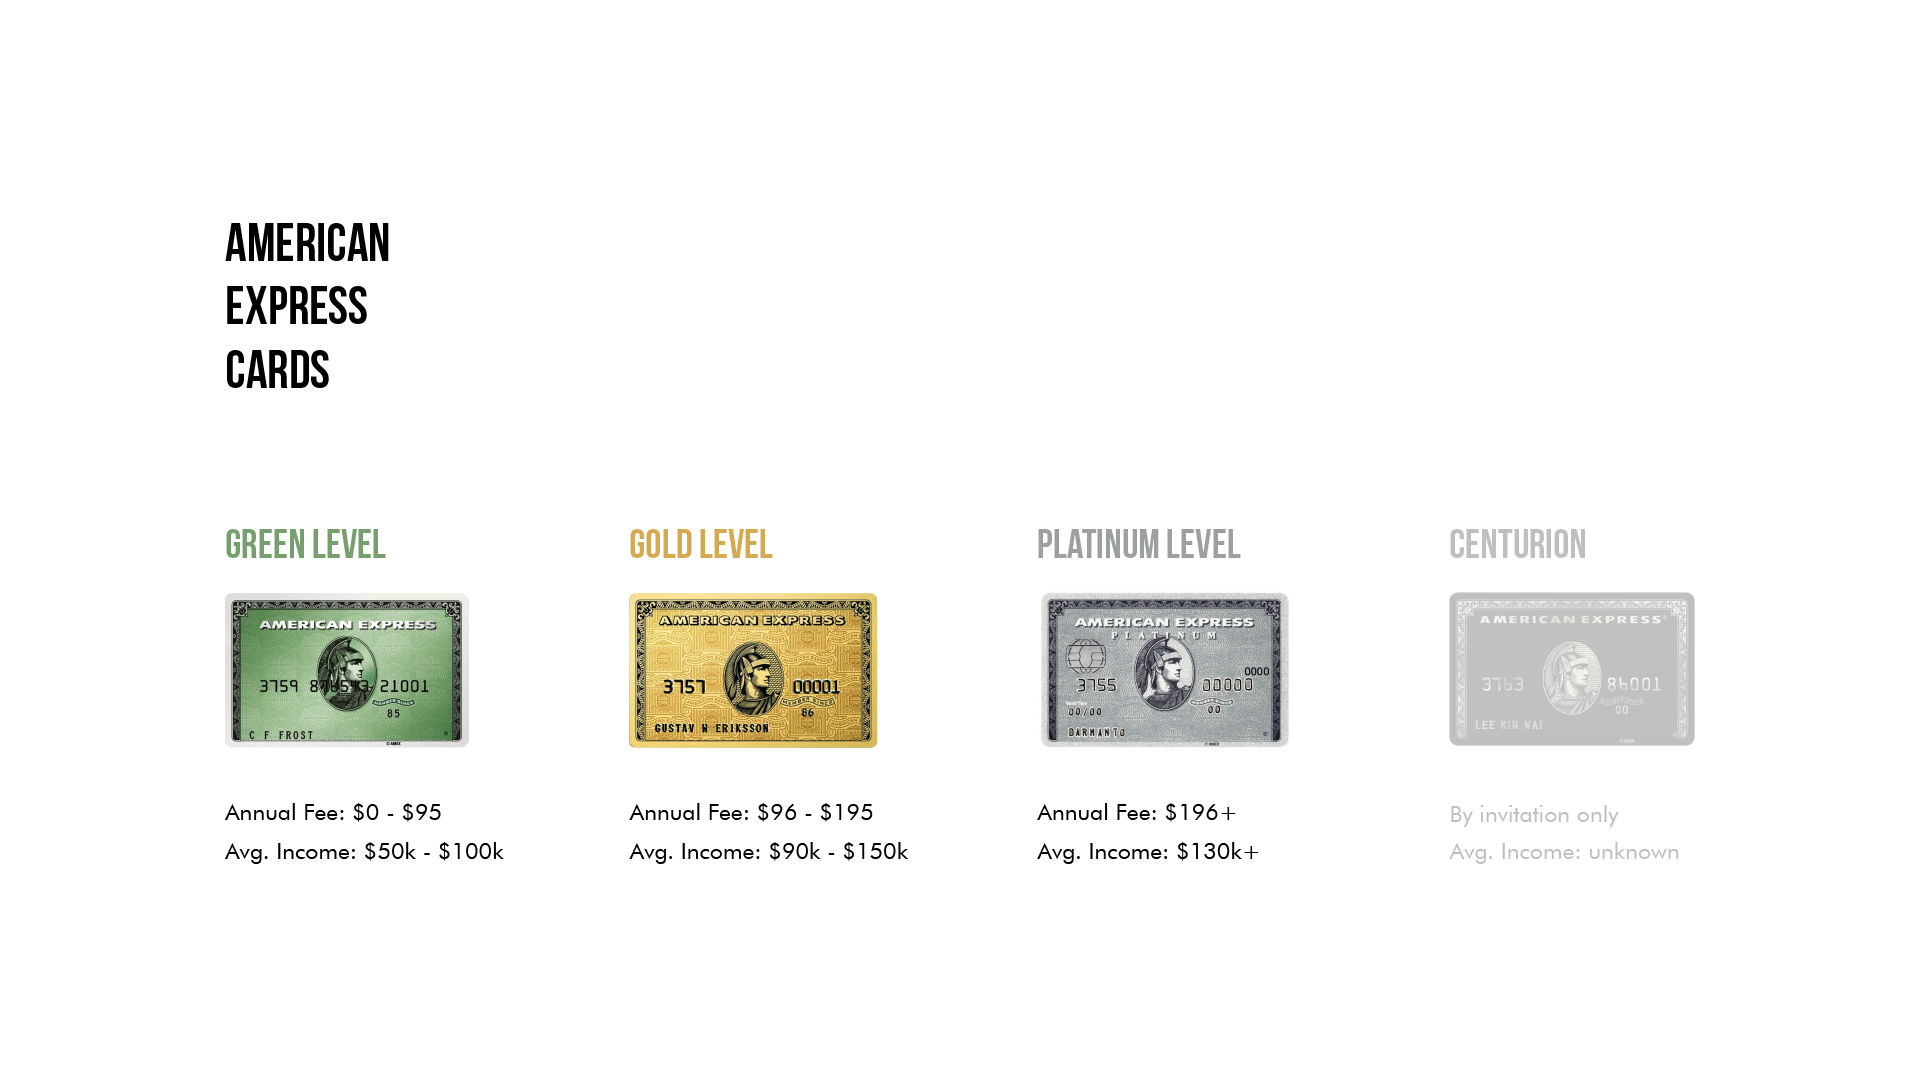 AMERICAN
EXPRESS
CARDS
GREEN LEVEL
AMERICAN EXPRESS
3759 876543 21001
85
C F FROST
© AMEX
Annual Fee: $0 - $95
Avg. Income: $50k - $100k
GOLD LEVEL
AMERICAN EXPRESS
3757 00001
MEMBER SINCE
86
GUSTAV W ERIKSSON
Annual Fee: $96 - $195
Avg. Income: $90k - $150k
PLATINUM LEVEL
AMERICAN EXPRESS
PLATINUM
0000
3755 00000
00/00 00
DARMANTO
Annual Fee: $196+
Avg. Income: $130k+
CENTURION
AMERICAN EXPRESS®
3763 86001
00
LEE KIN WAI
By invitation only
Avg. Income: unknown